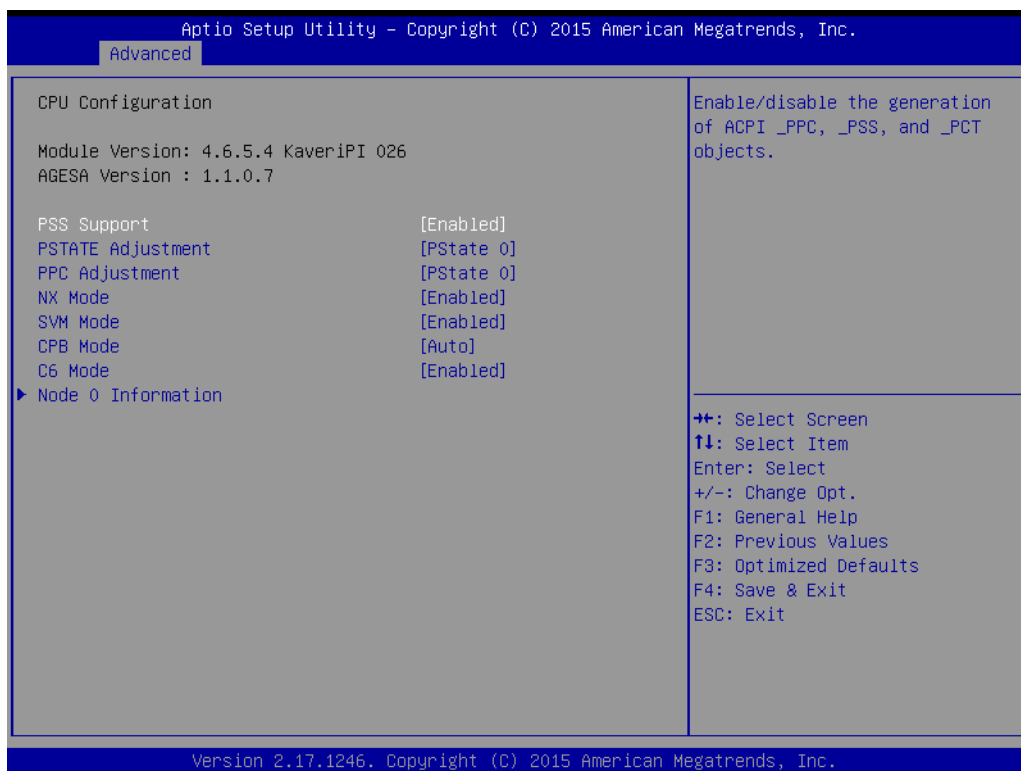 Aptio Setup Utility – Copyright (C) 2015 American Megatrends, Inc.
Advanced
CPU Configuration
Module Version: 4.6.5.4 KaveriPI 026
AGESA Version : 1.1.0.7
PSS Support [Enabled]
PSTATE Adjustment [PState 0]
PPC Adjustment [PState 0]
NX Mode [Enabled]
SVM Mode [Enabled]
CPB Mode [Auto]
C6 Mode [Enabled]
Node 0 Information
Enable/disable the generation
of ACPI _PPC, _PSS, and _PCT
objects.
→←: Select Screen
↑↓: Select Item
Enter: Select
+/-: Change Opt.
F1: General Help
F2: Previous Values
F3: Optimized Defaults
F4: Save & Exit
ESC: Exit
Version 2.17.1246. Copyright (C) 2015 American Megatrends, Inc.